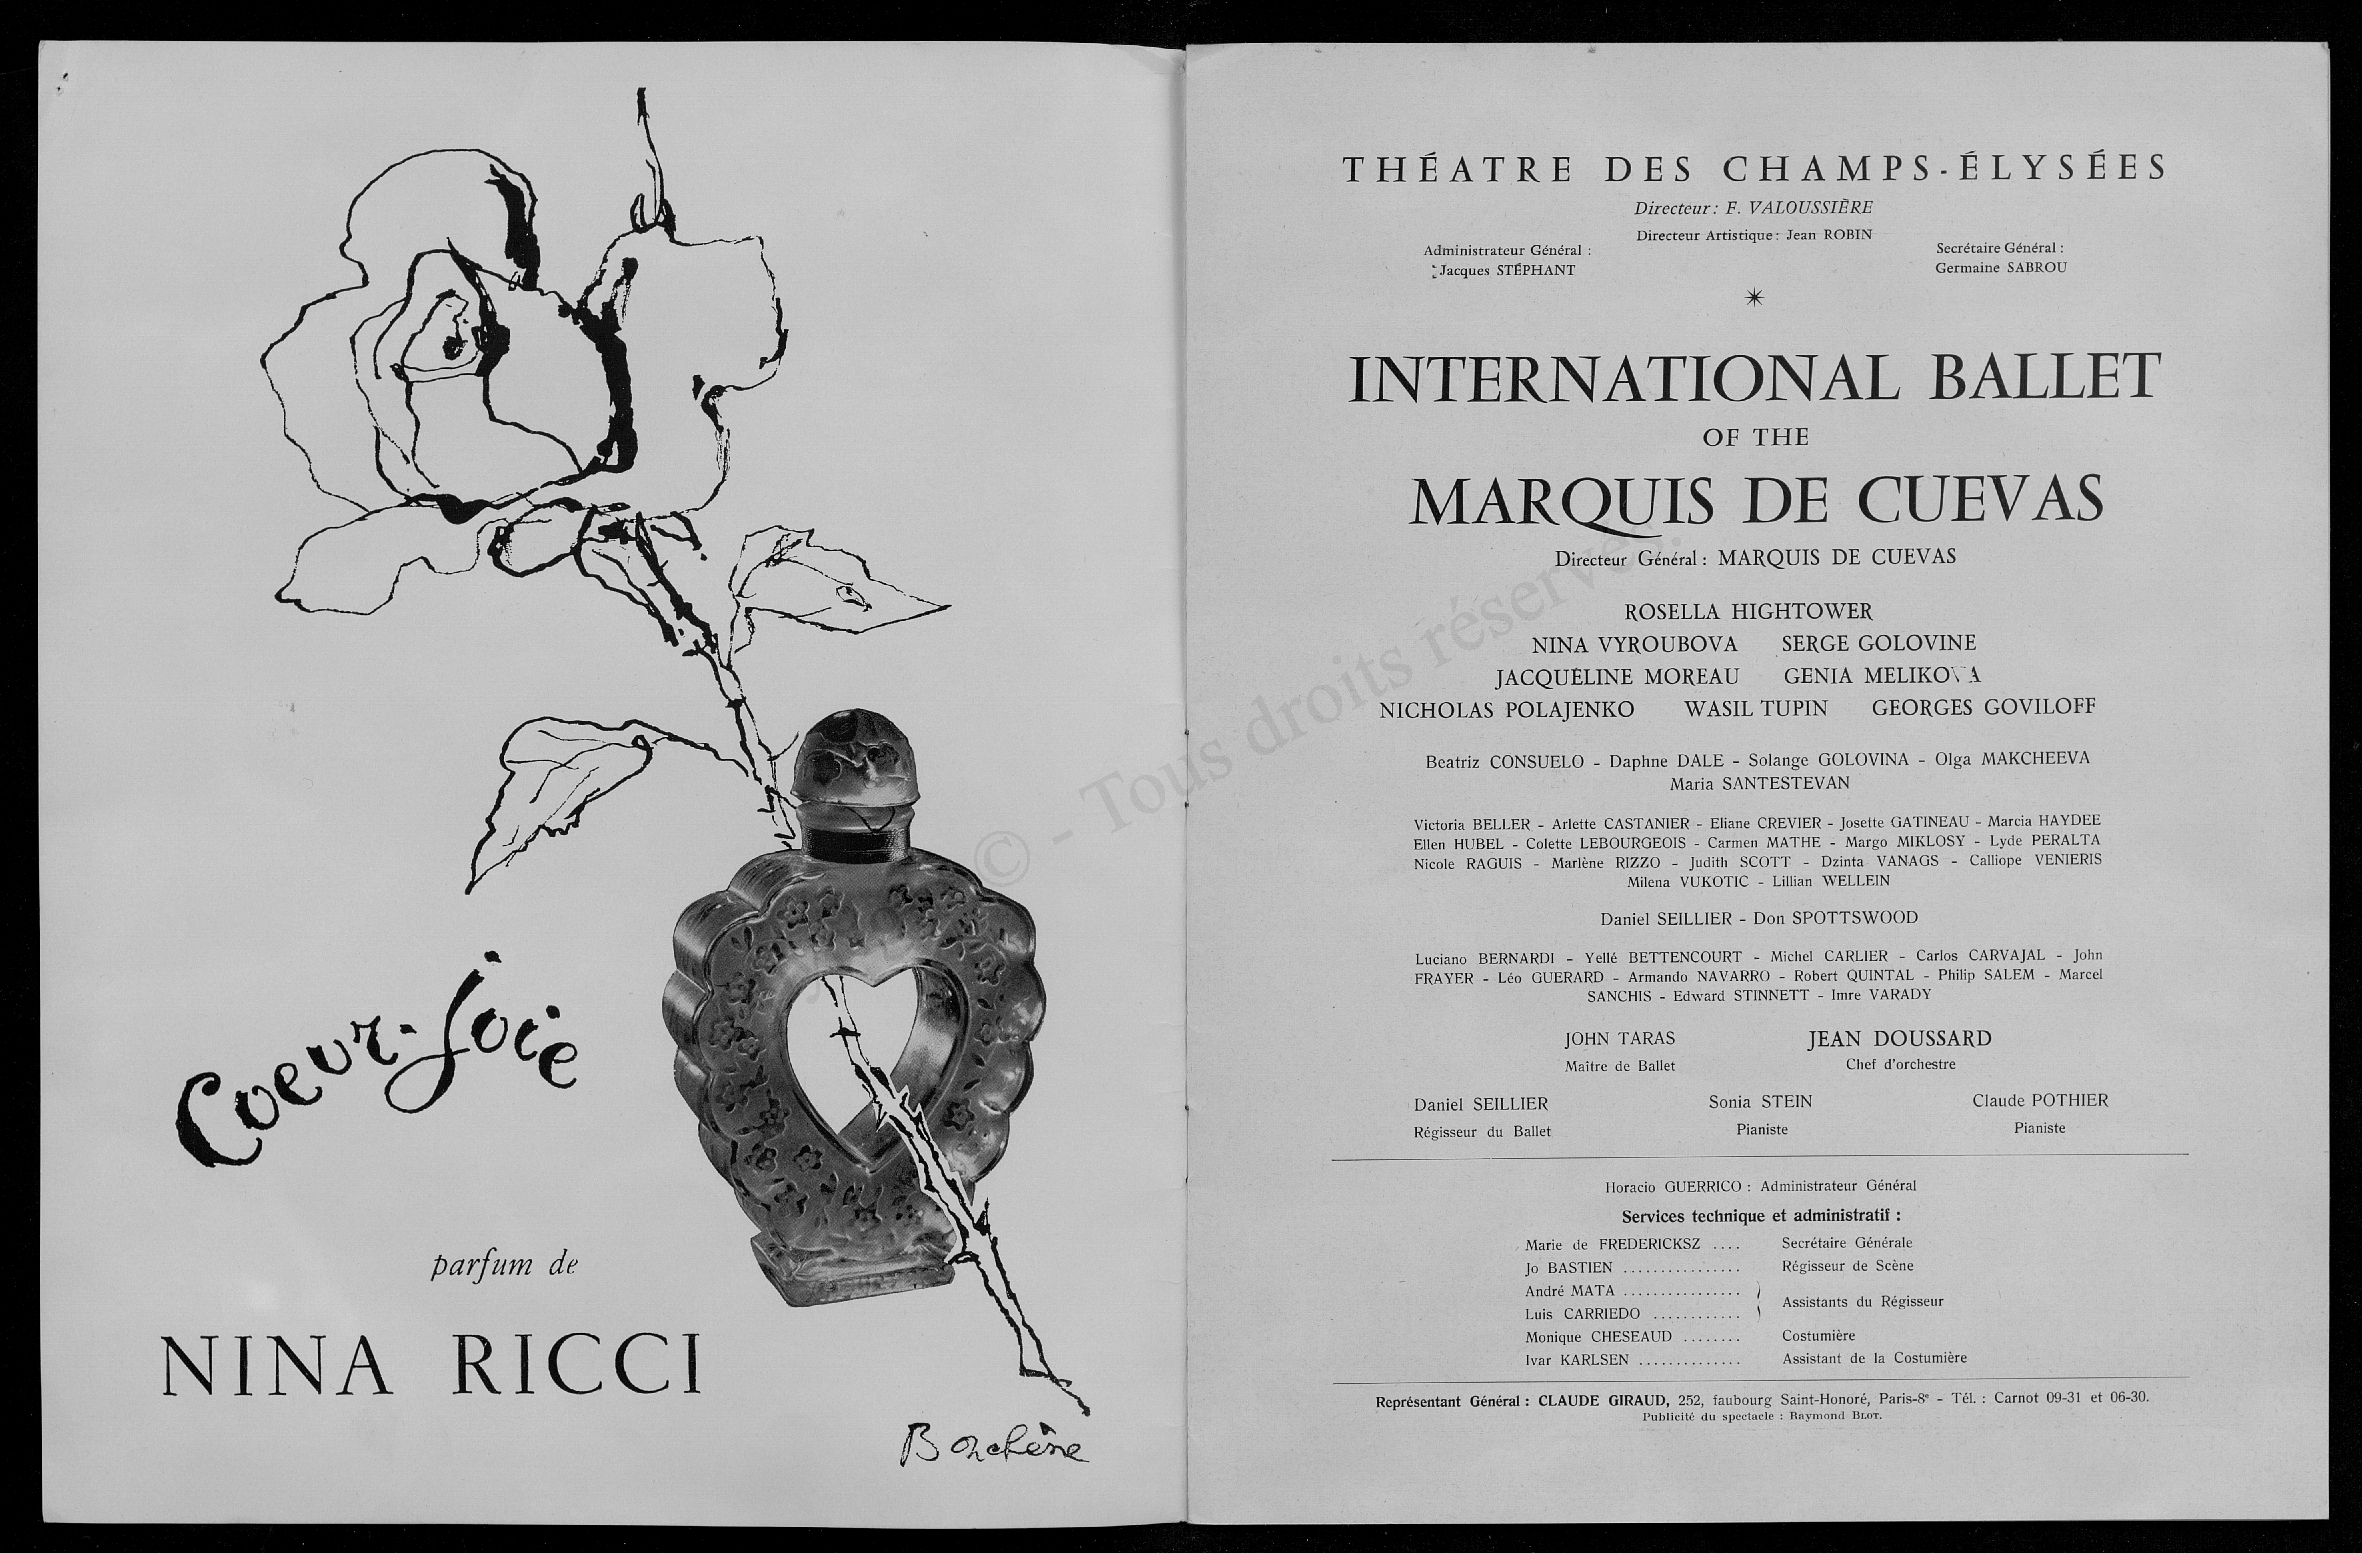 Coeur-Joie
parfum de
NINA RICCI
THÉATRE DES CHAMPS-ÉLYSÉES
Directeur : F. VALOUSSIÈRE
Directeur Artistique : Jean ROBIN
Administrateur Général :
Jacques STÉPHANT
Secrétaire Général :
Germaine SABROU
INTERNATIONAL BALLET
OF THE
MARQUIS DE CUEVAS
Directeur Général : MARQUIS DE CUEVAS
ROSELLA HIGHTOWER
NINA VYROUBOVA SERGE GOLOVINE
JACQUELINE MOREAU GENIA MELIKOVA
NICHOLAS POLAJENKO WASIL TUPIN GEORGES GOVILOFF
Beatriz CONSUELO - Daphne DALE - Solange GOLOVINA - Olga MAKCHEEVA
Maria SANTESTEVAN
Victoria BELLER - Arlette CASTANIER - Eliane CREVIER - Josette GATINEAU - Marcia HAYDEE
Ellen HUBEL - Colette LEBOURGEOIS - Carmen MATHE - Margo MIKLOSY - Lyde PERALTA
Nicole RAGUIS - Marlène RIZZO - Judith SCOTT - Dzinta VANAGS - Calliope VENIERIS
Milena VUKOTIC - Lillian WELLEIN
Daniel SEILLIER - Don SPOTTSWOOD
Luciano BERNARDI - Yellé BETTENCOURT - Michel CARLIER - Carlos CARVAJAL - John
FRAYER - Léo GUERARD - Armando NAVARRO - Robert QUINTAL - Philip SALEM - Marcel
SANCHIS - Edward STINNETT - Imre VARADY
JOHN TARAS
Maître de Ballet
JEAN DOUSSARD
Chef d'orchestre
Daniel SEILLIER
Régisseur du Ballet
Sonia STEIN
Pianiste
Claude POTHIER
Pianiste
Horacio GUERRICO : Administrateur Général
Services technique et administratif :
Marie de FREDERICKSZ .... Secrétaire Générale
Jo BASTIEN ................ Régisseur de Scène
André MATA ................
Luis CARRIEDO ............
Assistants du Régisseur
Monique CHESEAUD ........ Costumière
Ivar KARLSEN .............. Assistant de la Costumière
Représentant Général : CLAUDE GIRAUD, 252, faubourg Saint-Honoré, Paris-8e - Tél. : Carnot 09-31 et 06-30.
Publicité du spectacle : Raymond BLOT.
© - Tous droits réservés.